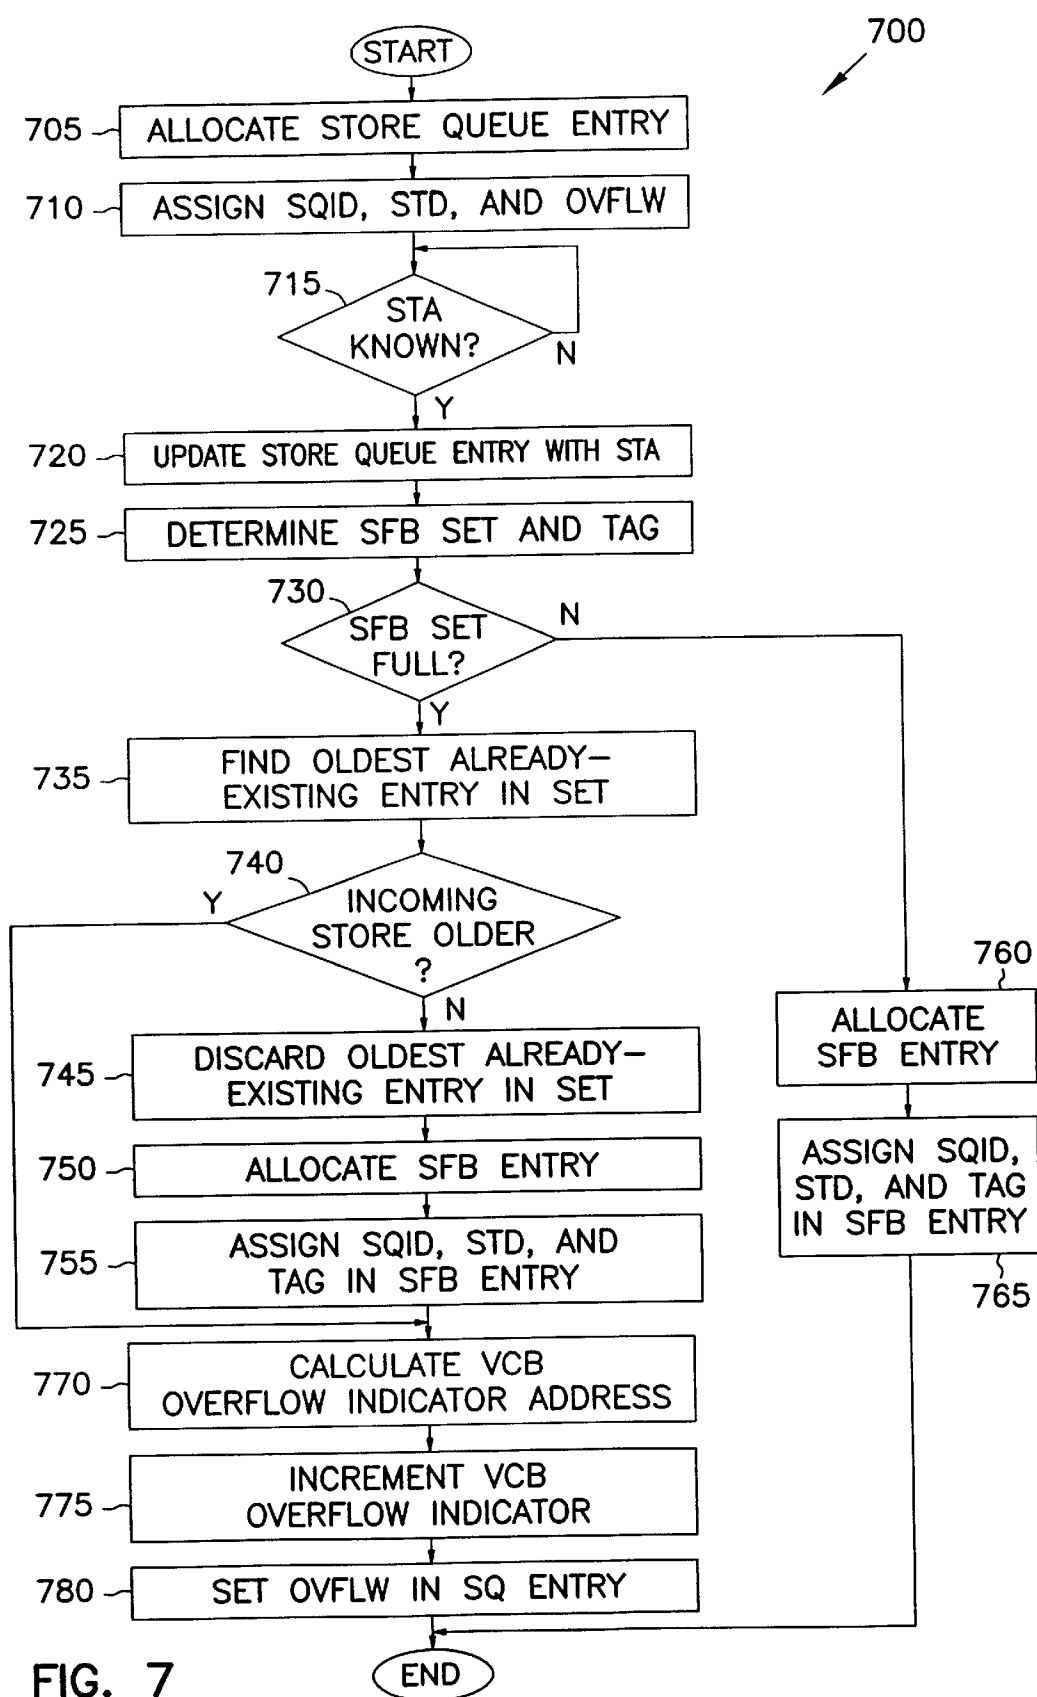 700
START
705
ALLOCATE STORE QUEUE ENTRY
710
ASSIGN SQID, STD, AND OVFLW
715
STA
KNOWN?
N
Y
720
UPDATE STORE QUEUE ENTRY WITH STA
725
DETERMINE SFB SET AND TAG
730
SFB SET
FULL?
N
Y
735
FIND OLDEST ALREADY-
EXISTING ENTRY IN SET
740
INCOMING
STORE OLDER
?
Y
N
745
DISCARD OLDEST ALREADY-
EXISTING ENTRY IN SET
750
ALLOCATE SFB ENTRY
755
ASSIGN SQID, STD, AND
TAG IN SFB ENTRY
760
ALLOCATE
SFB ENTRY
ASSIGN SQID,
STD, AND TAG
IN SFB ENTRY
765
770
CALCULATE VCB
OVERFLOW INDICATOR ADDRESS
775
INCREMENT VCB
OVERFLOW INDICATOR
780
SET OVFLW IN SQ ENTRY
END
FIG. 7